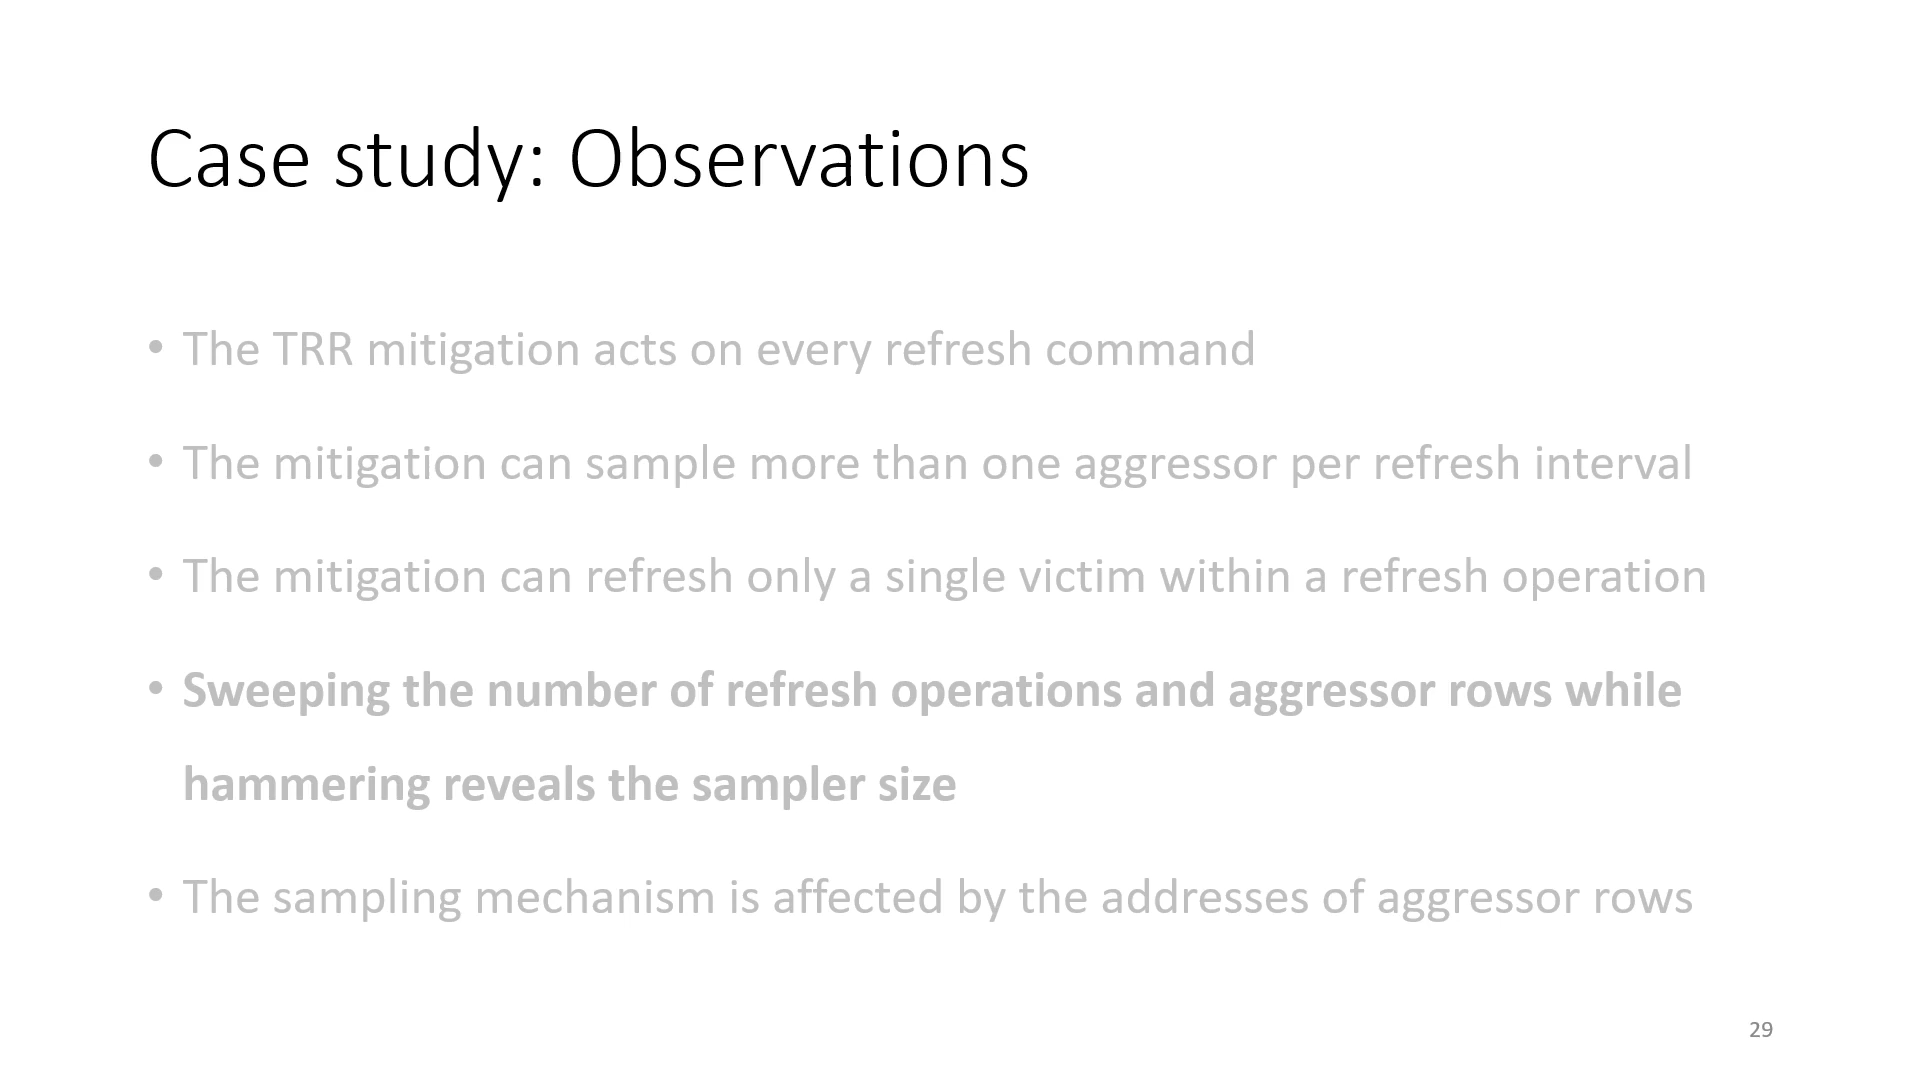 Case study: Observations
• The TRR mitigation acts on every refresh command
• The mitigation can sample more than one aggressor per refresh interval
• The mitigation can refresh only a single victim within a refresh operation
• Sweeping the number of refresh operations and aggressor rows while
hammering reveals the sampler size
• The sampling mechanism is affected by the addresses of aggressor rows
29